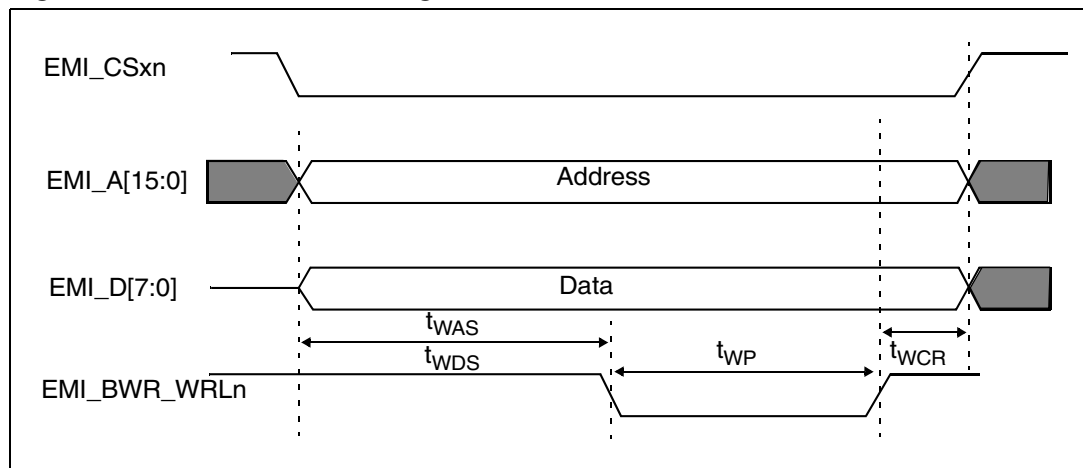 EMI_CSxn
EMI_A[15:0]
Address
EMI_D[7:0]
Data
tWAS
tWDS
tWP
tWCR
EMI_BWR_WRLn